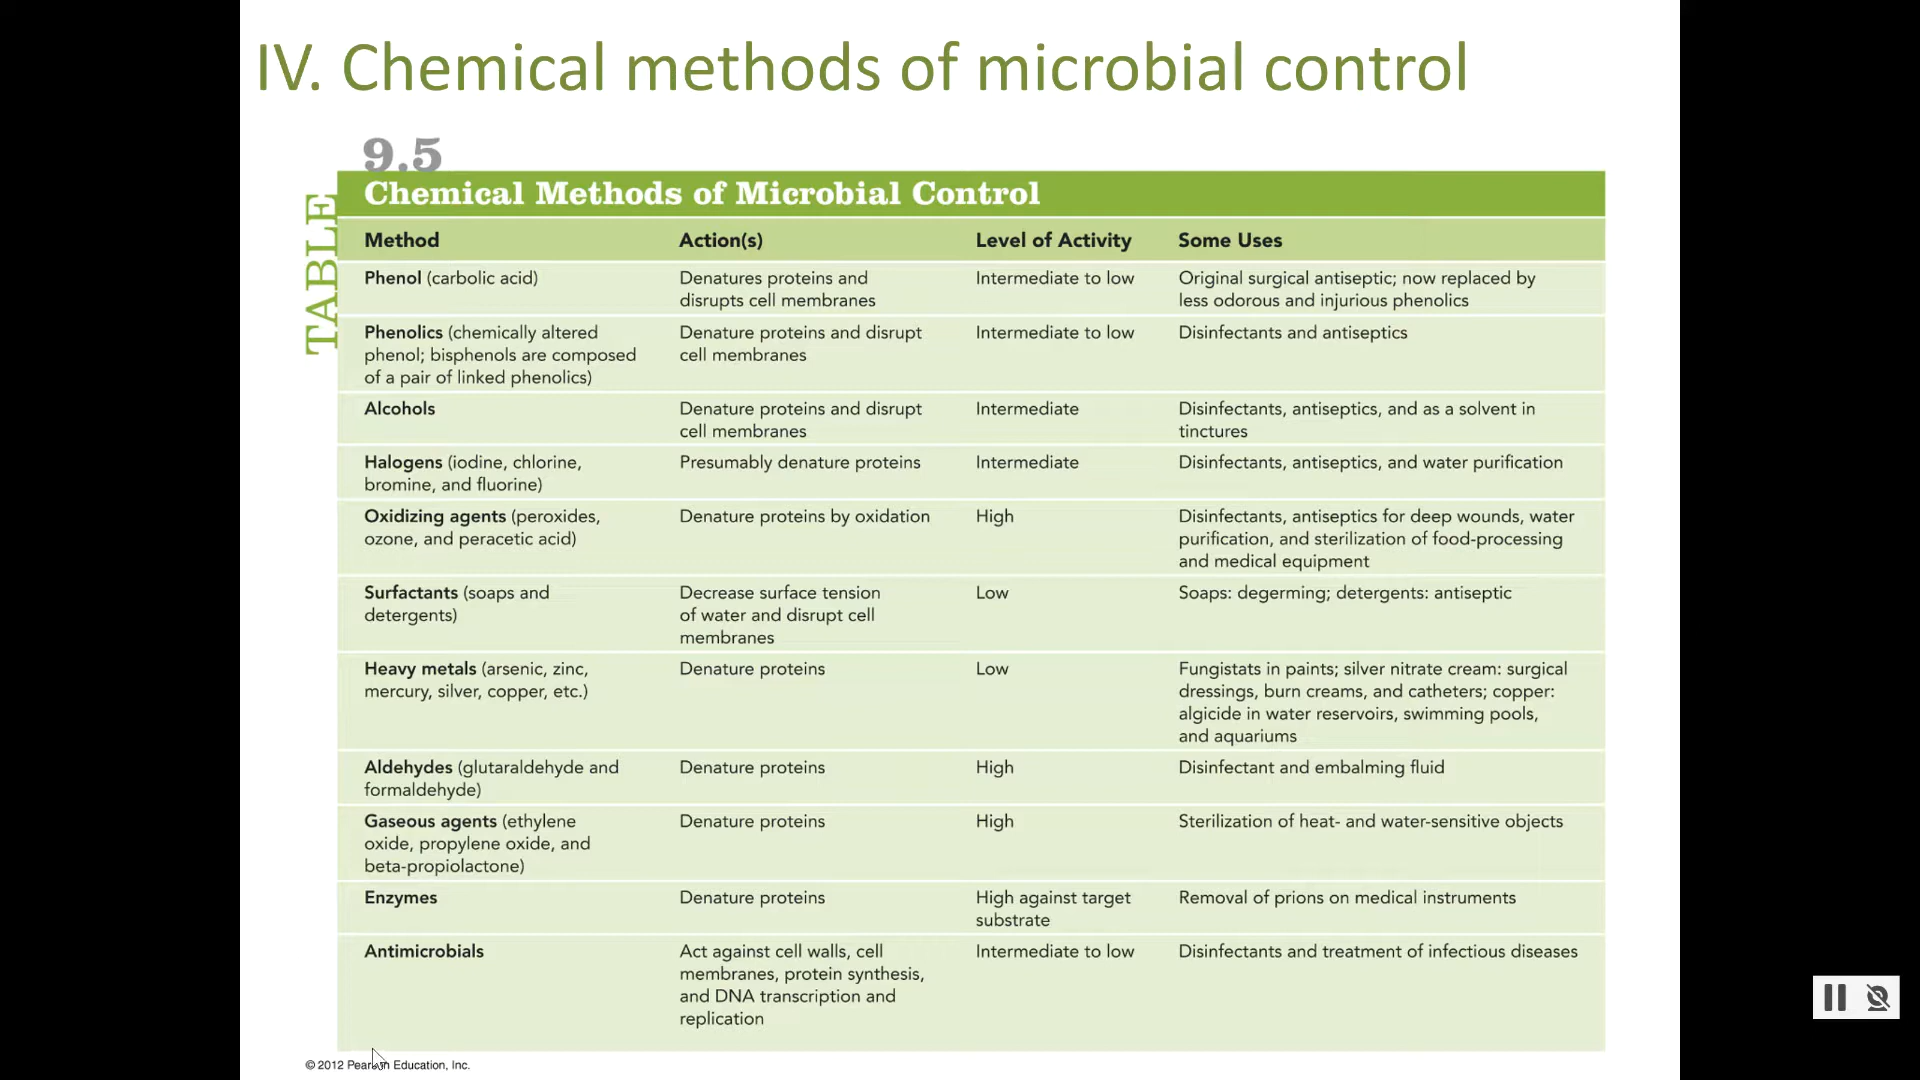 IV. Chemical methods of microbial control
9.5
TABLE
Chemical Methods of Microbial Control
Method Action(s) Level of Activity Some Uses
Phenol (carbolic acid) Denatures proteins and Intermediate to low Original surgical antiseptic; now replaced by
disrupts cell membranes less odorous and injurious phenolics
Phenolics (chemically altered Denature proteins and disrupt Intermediate to low Disinfectants and antiseptics
phenol; bisphenols are composed cell membranes
of a pair of linked phenolics)
Alcohols Denature proteins and disrupt Intermediate Disinfectants, antiseptics, and as a solvent in
cell membranes tinctures
Halogens (iodine, chlorine, Presumably denature proteins Intermediate Disinfectants, antiseptics, and water purification
bromine, and fluorine)
Oxidizing agents (peroxides, Denature proteins by oxidation High Disinfectants, antiseptics for deep wounds, water
ozone, and peracetic acid) purification, and sterilization of food-processing
and medical equipment
Surfactants (soaps and Decrease surface tension Low Soaps: degerming; detergents: antiseptic
detergents) of water and disrupt cell
membranes
Heavy metals (arsenic, zinc, Denature proteins Low Fungistats in paints; silver nitrate cream: surgical
mercury, silver, copper, etc.) dressings, burn creams, and catheters; copper:
algicide in water reservoirs, swimming pools,
and aquariums
Aldehydes (glutaraldehyde and Denature proteins High Disinfectant and embalming fluid
formaldehyde)
Gaseous agents (ethylene Denature proteins High Sterilization of heat- and water-sensitive objects
oxide, propylene oxide, and
beta-propiolactone)
Enzymes Denature proteins High against target Removal of prions on medical instruments
substrate
Antimicrobials Act against cell walls, cell Intermediate to low Disinfectants and treatment of infectious diseases
membranes, protein synthesis,
and DNA transcription and
replication
© 2012 Pearson Education, Inc.